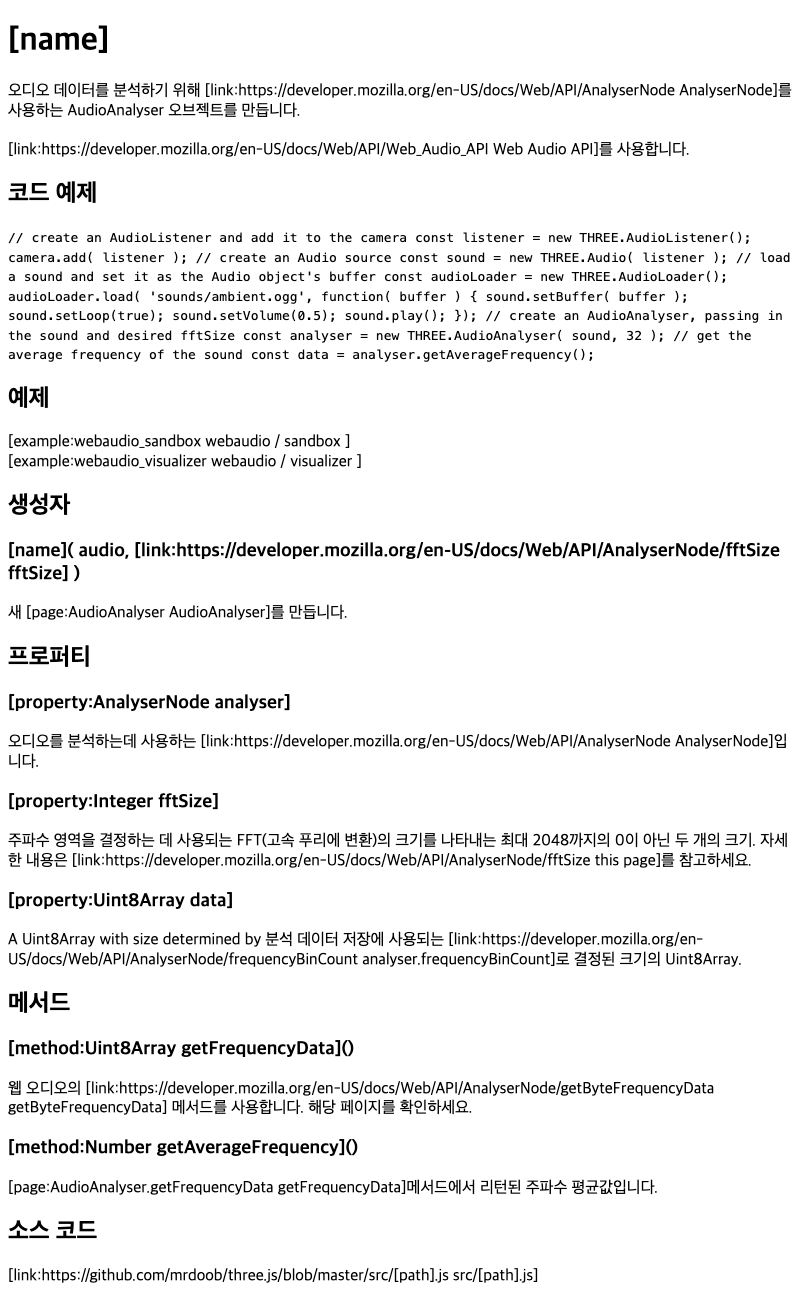 [name]
오디오 데이터를 분석하기 위해 [link:https://developer.mozilla.org/en-US/docs/Web/API/AnalyserNode AnalyserNode]를
사용하는 AudioAnalyser 오브젝트를 만듭니다.
[link:https://developer.mozilla.org/en-US/docs/Web/API/Web_Audio_API Web Audio API]를 사용합니다.
코드 예제
// create an AudioListener and add it to the camera const listener = new THREE.AudioListener();
camera.add( listener ); // create an Audio source const sound = new THREE.Audio( listener ); // load
a sound and set it as the Audio object's buffer const audioLoader = new THREE.AudioLoader();
audioLoader.load( 'sounds/ambient.ogg', function( buffer ) { sound.setBuffer( buffer );
sound.setLoop(true); sound.setVolume(0.5); sound.play(); }); // create an AudioAnalyser, passing in
the sound and desired fftSize const analyser = new THREE.AudioAnalyser( sound, 32 ); // get the
average frequency of the sound const data = analyser.getAverageFrequency();
예제
[example:webaudio_sandbox webaudio / sandbox ]
[example:webaudio_visualizer webaudio / visualizer ]
생성자
[name]( audio, [link:https://developer.mozilla.org/en-US/docs/Web/API/AnalyserNode/fftSize
fftSize] )
새 [page:AudioAnalyser AudioAnalyser]를 만듭니다.
프로퍼티
[property:AnalyserNode analyser]
오디오를 분석하는데 사용하는 [link:https://developer.mozilla.org/en-US/docs/Web/API/AnalyserNode AnalyserNode]입
니다.
[property:Integer fftSize]
주파수 영역을 결정하는 데 사용되는 FFT(고속 푸리에 변환)의 크기를 나타내는 최대 2048까지의 0이 아닌 두 개의 크기. 자세
한 내용은 [link:https://developer.mozilla.org/en-US/docs/Web/API/AnalyserNode/fftSize this page]를 참고하세요.
[property:Uint8Array data]
A Uint8Array with size determined by 분석 데이터 저장에 사용되는 [link:https://developer.mozilla.org/en-
US/docs/Web/API/AnalyserNode/frequencyBinCount analyser.frequencyBinCount]로 결정된 크기의 Uint8Array.
메서드
[method:Uint8Array getFrequencyData]()
웹 오디오의 [link:https://developer.mozilla.org/en-US/docs/Web/API/AnalyserNode/getByteFrequencyData
getByteFrequencyData] 메서드를 사용합니다. 해당 페이지를 확인하세요.
[method:Number getAverageFrequency]()
[page:AudioAnalyser.getFrequencyData getFrequencyData]메서드에서 리턴된 주파수 평균값입니다.
소스 코드
[link:https://github.com/mrdoob/three.js/blob/master/src/[path].js src/[path].js]